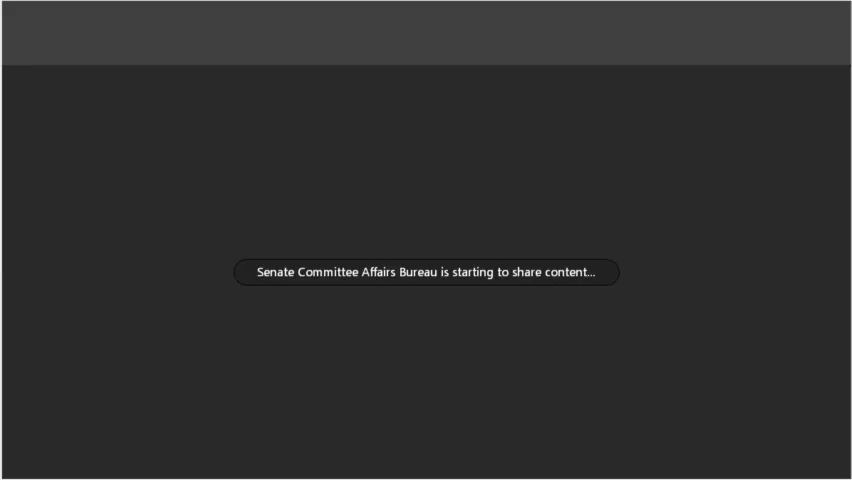 Senate Committee Affairs Bureau is starting to share content...